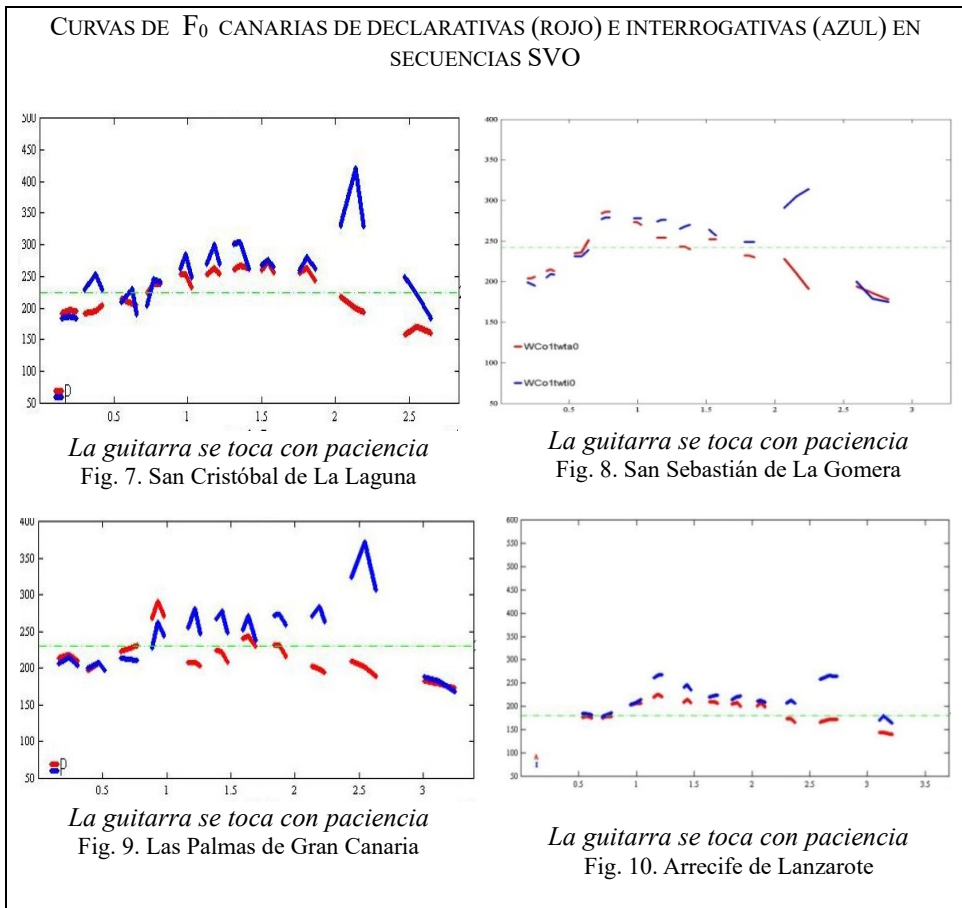 CURVAS DE F0 CANARIAS DE DECLARATIVAS (ROJO) E INTERROGATIVAS (AZUL) EN
SECUENCIAS SVO
500
450
400
350
300
250
200
150
100
50
0.5 1 1.5 2 2.5
La guitarra se toca con paciencia
Fig. 7. San Cristóbal de La Laguna
400
350
300
250
200
150
100
50
WCo1twta0
WCo1twti0
0.5 1 1.5 2 2.5 3
La guitarra se toca con paciencia
Fig. 8. San Sebastián de La Gomera
400
350
300
250
200
150
100
50
0.5 1 1.5 2 2.5 3
La guitarra se toca con paciencia
Fig. 9. Las Palmas de Gran Canaria
600
550
500
450
400
350
300
250
200
150
100
50
0.5 1 1.5 2 2.5 3 3.5
La guitarra se toca con paciencia
Fig. 10. Arrecife de Lanzarote